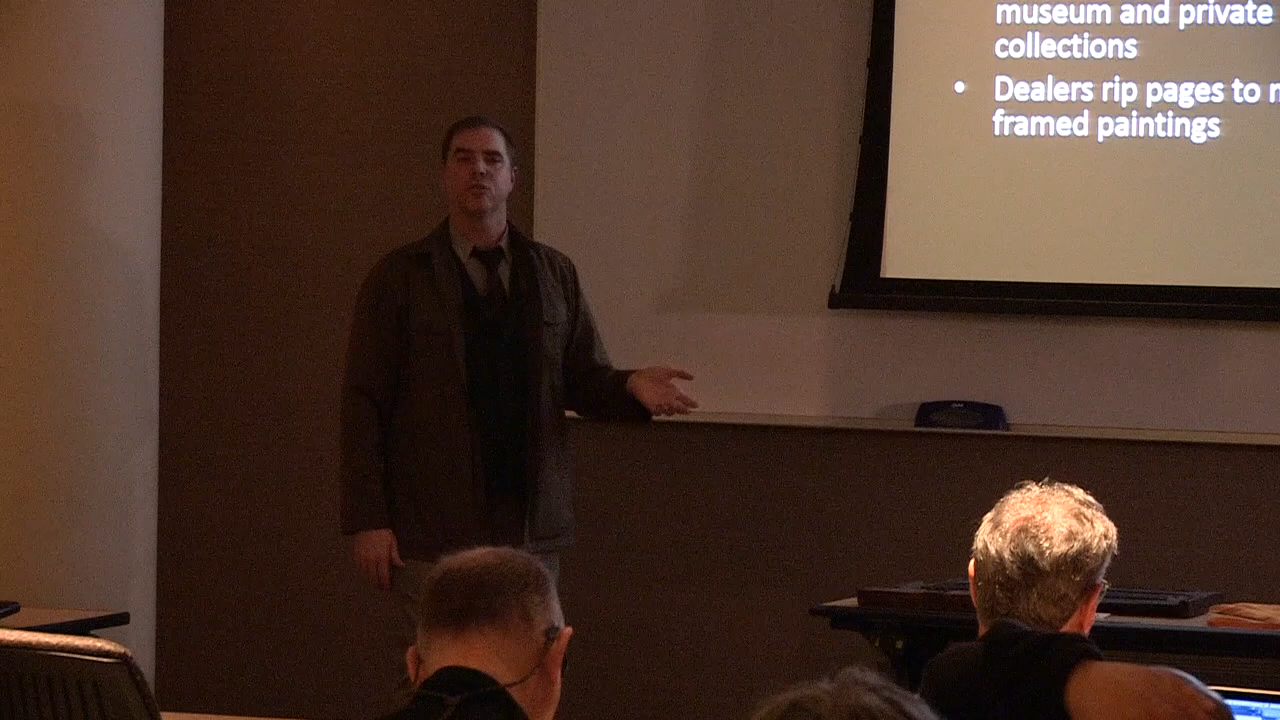 museum and private
collections
• Dealers rip pages to
framed paintings